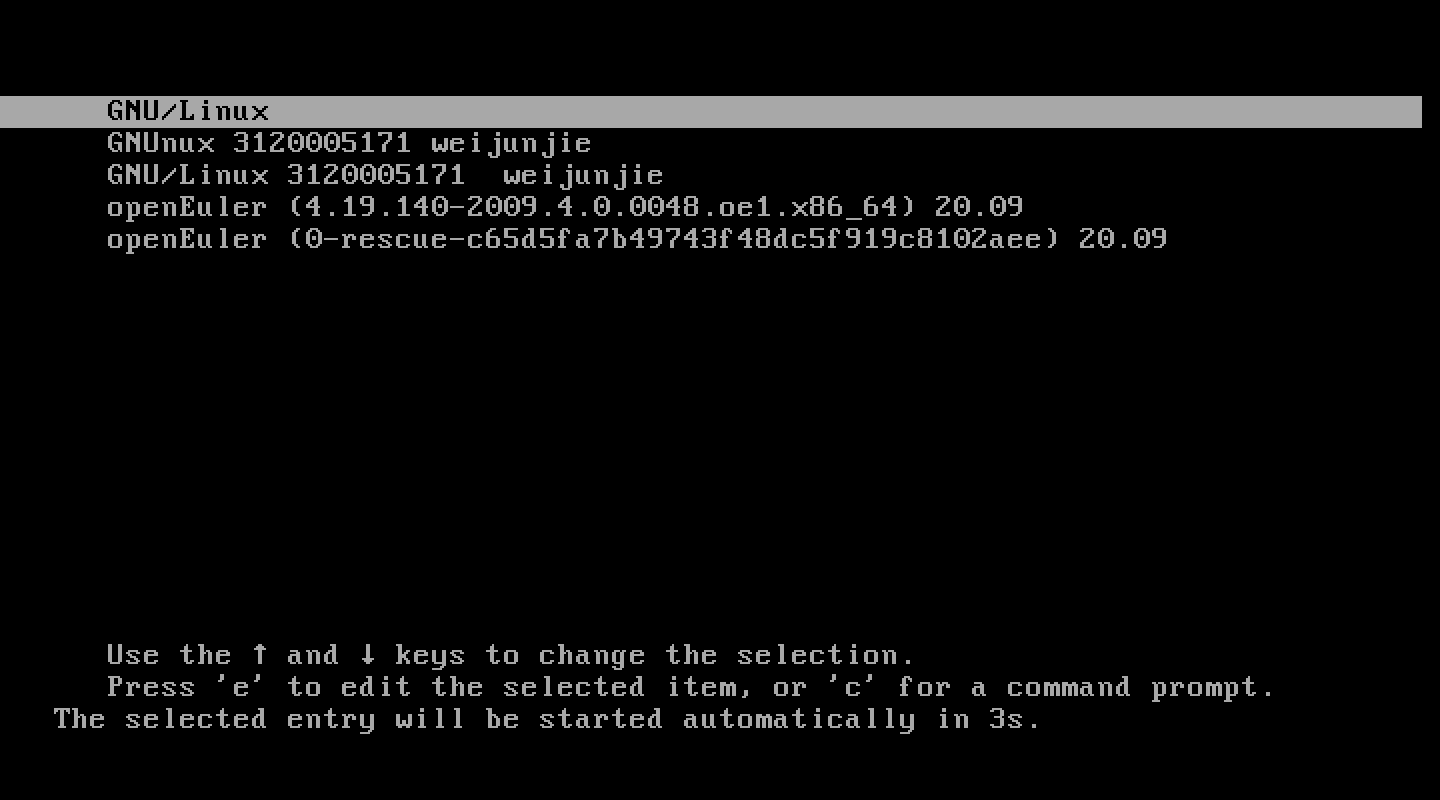 GNU/Linux
GNUnux 3120005171 weijunjie
GNU/Linux 3120005171  weijunjie
openEuler (4.19.140-2009.4.0.0048.oe1.x86_64) 20.09
openEuler (0-rescue-c65d5fa7b49743f48dc5f919c8102aee) 20.09
Use the ↑ and ↓ keys to change the selection.
Press 'e' to edit the selected item, or 'c' for a command prompt.
The selected entry will be started automatically in 3s.